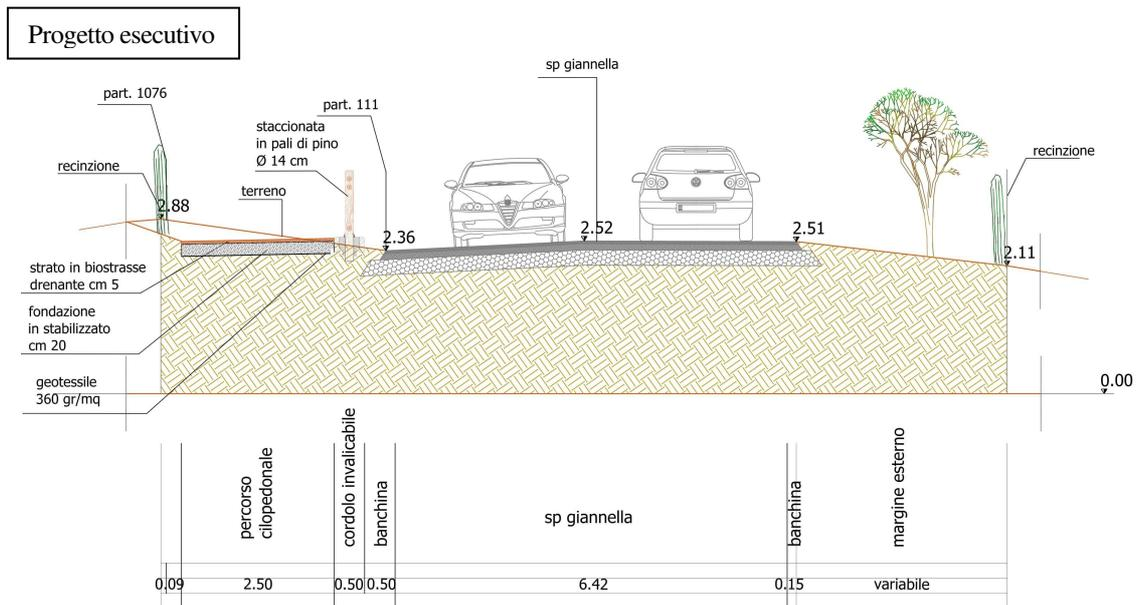 Progetto esecutivo
sp giannella
part. 1076
part. 111
staccionata
in pali di pino
Ø 14 cm
recinzione
recinzione
terreno
2.88
2.36
2.52
2.51
2.11
strato in biostrasse
drenante cm 5
fondazione
in stabilizzato
cm 20
geotessile
360 gr/mq
0.00
percorso
cilopedonale
cordolo invalicabile
banchina
sp giannella
banchina
margine esterno
0.09
2.50
0.50
0.50
6.42
0.15
variabile